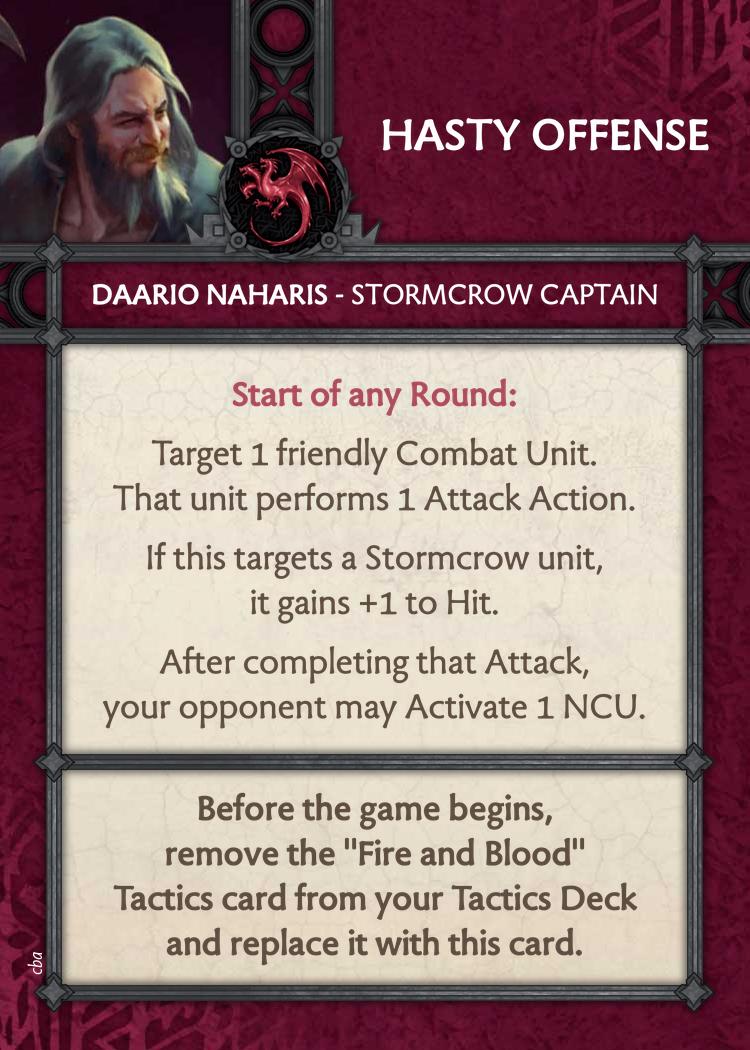 HASTY OFFENSE
DAARIO NAHARIS - STORMCROW CAPTAIN
Start of any Round:
Target 1 friendly Combat Unit.
That unit performs 1 Attack Action.
If this targets a Stormcrow unit,
it gains +1 to Hit.
After completing that Attack,
your opponent may Activate 1 NCU.
Before the game begins,
remove the "Fire and Blood"
Tactics card from your Tactics Deck
and replace it with this card.
cba